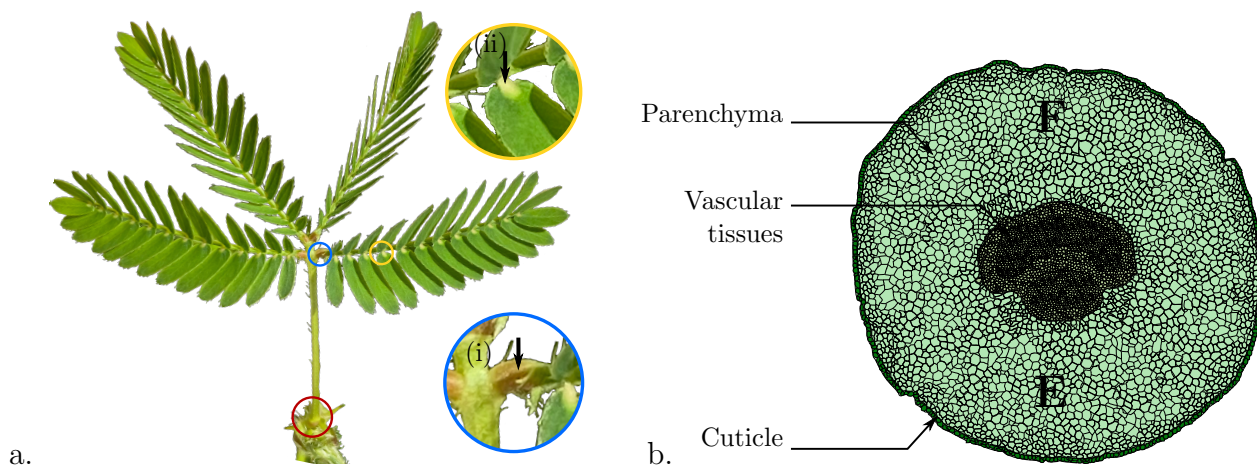 (ii)
(i)
a.
Parenchyma
Vascular
tissues
Cuticle
F
E
b.